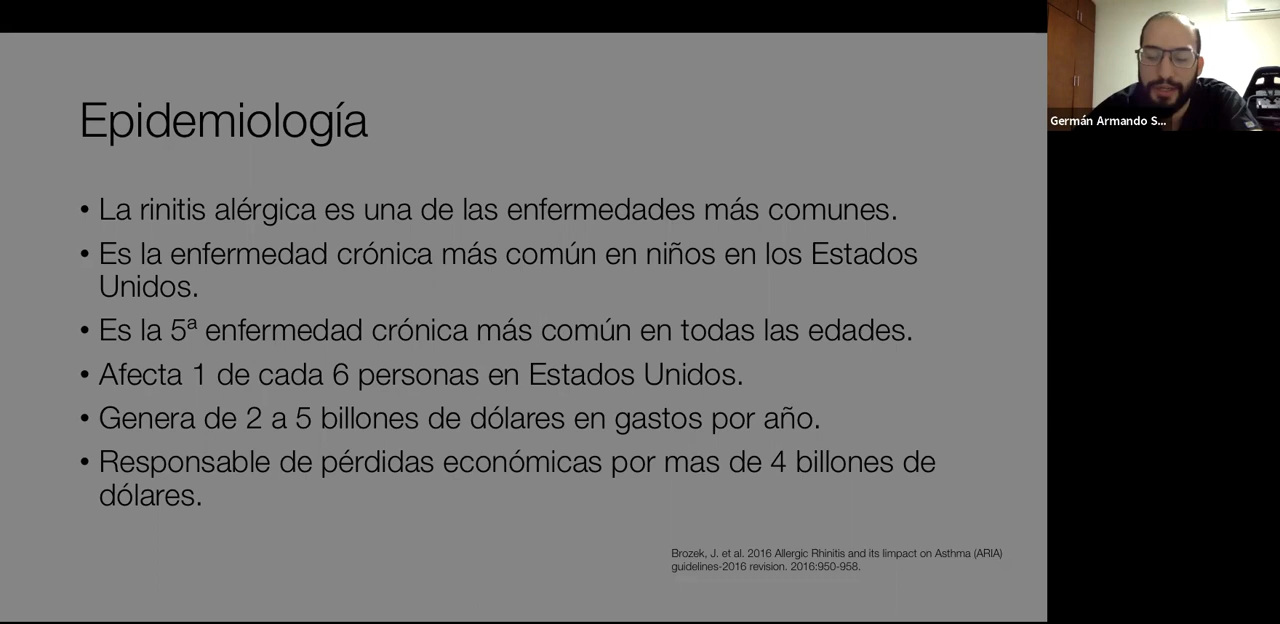 Epidemiología
• La rinitis alérgica es una de las enfermedades más comunes.
• Es la enfermedad crónica más común en niños en los Estados
Unidos.
• Es la 5ª enfermedad crónica más común en todas las edades.
• Afecta 1 de cada 6 personas en Estados Unidos.
• Genera de 2 a 5 billones de dólares en gastos por año.
• Responsable de pérdidas económicas por mas de 4 billones de
dólares.
Brozek, J. et al. 2016 Allergic Rhinitis and its Iimpact on Asthma (ARIA)
guidelines-2016 revision. 2016:950-958.
Germán Armando S...